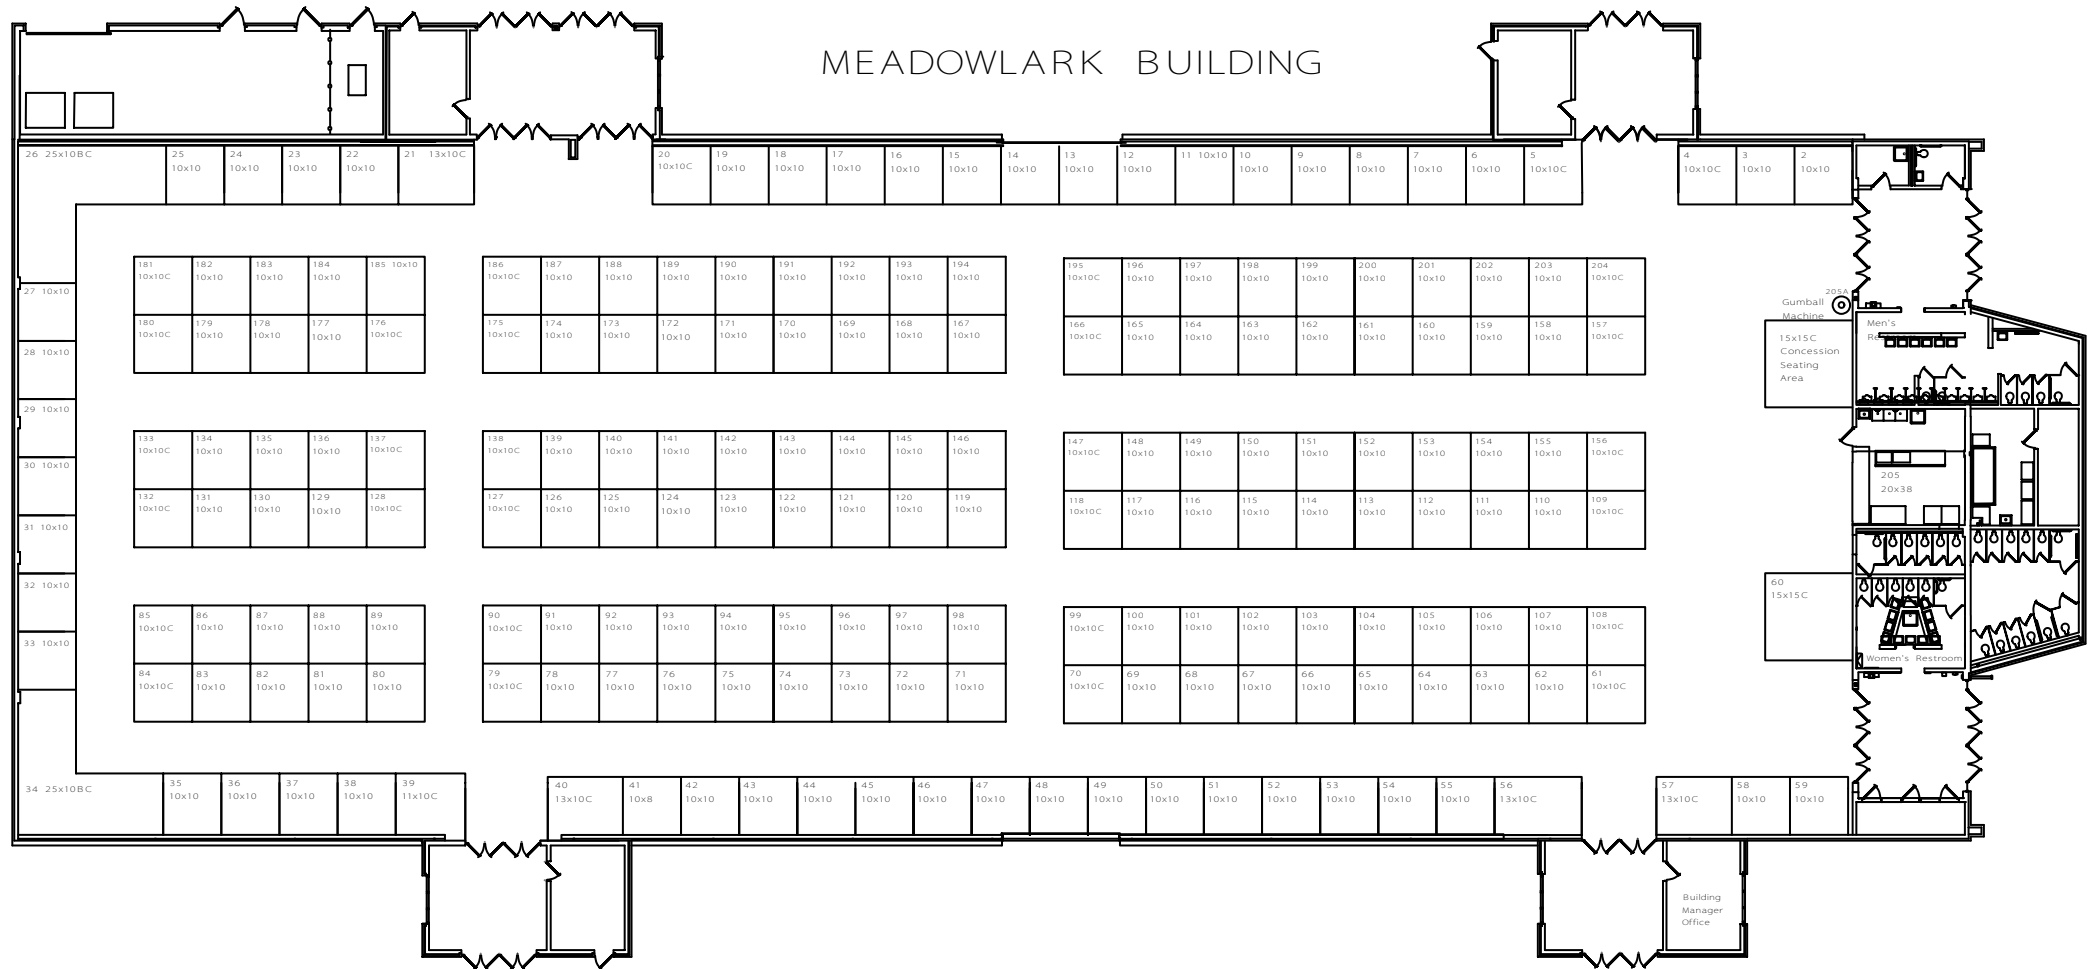 MEADOWLARK BUILDING
26 25x10BC
25
10x10
24
10x10
23
10x10
22
10x10
21 13x10C
20
10x10C
19
10x10
18
10x10
17
10x10
16
10x10
15
10x10
14
10x10
13
10x10
12
10x10
11 10x10
10
10x10
9
10x10
8
10x10
7
10x10
6
10x10
5
10x10C
4
10x10C
3
10x10
2
10x10
181
10x10C
182
10x10
183
10x10
184
10x10
185 10x10
186
10x10C
187
10x10
188
10x10
189
10x10
190
10x10
191
10x10
192
10x10
193
10x10
194
10x10
195
10x10C
196
10x10
197
10x10
198
10x10
199
10x10
200
10x10
201
10x10
202
10x10
203
10x10
204
10x10C
205A
Gumball
Machine
27 10x10
180
10x10C
179
10x10
178
10x10
177
10x10
176
10x10C
175
10x10C
174
10x10
173
10x10
172
10x10
171
10x10
170
10x10
169
10x10
168
10x10
167
10x10
166
10x10C
165
10x10
164
10x10
163
10x10
162
10x10
161
10x10
160
10x10
159
10x10
158
10x10
157
10x10C
Men's
15x15C
Concession
Seating
Area
28 10x10
29 10x10
133
10x10C
134
10x10
135
10x10
136
10x10
137
10x10C
138
10x10C
139
10x10
140
10x10
141
10x10
142
10x10
143
10x10
144
10x10
145
10x10
146
10x10
147
10x10C
148
10x10
149
10x10
150
10x10
151
10x10
152
10x10
153
10x10
154
10x10
155
10x10
156
10x10C
30 10x10
205
20x38
132
10x10C
131
10x10
130
10x10
129
10x10
128
10x10C
127
10x10C
126
10x10
125
10x10
124
10x10
123
10x10
122
10x10
121
10x10
120
10x10
119
10x10
118
10x10C
117
10x10
116
10x10
115
10x10
114
10x10
113
10x10
112
10x10
111
10x10
110
10x10
109
10x10C
31 10x10
32 10x10
60
15x15C
85
10x10C
86
10x10
87
10x10
88
10x10
89
10x10
90
10x10C
91
10x10
92
10x10
93
10x10
94
10x10
95
10x10
96
10x10
97
10x10
98
10x10
99
10x10C
100
10x10
101
10x10
102
10x10
103
10x10
104
10x10
105
10x10
106
10x10
107
10x10
108
10x10C
33 10x10
Women's Restroom
84
10x10C
83
10x10
82
10x10
81
10x10
80
10x10
79
10x10C
78
10x10
77
10x10
76
10x10
75
10x10
74
10x10
73
10x10
72
10x10
71
10x10
70
10x10C
69
10x10
68
10x10
67
10x10
66
10x10
65
10x10
64
10x10
63
10x10
62
10x10
61
10x10C
34 25x10BC
35
10x10
36
10x10
37
10x10
38
10x10
39
11x10C
40
13x10C
41
10x8
42
10x10
43
10x10
44
10x10
45
10x10
46
10x10
47
10x10
48
10x10
49
10x10
50
10x10
51
10x10
52
10x10
53
10x10
54
10x10
55
10x10
56
13x10C
57
13x10C
58
10x10
59
10x10
Building
Manager
Office